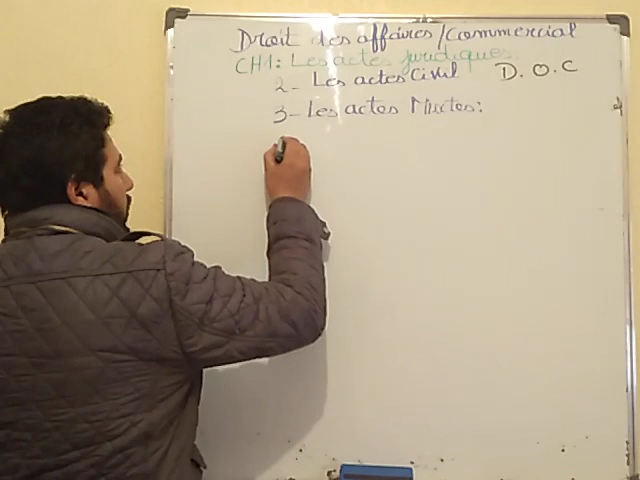 Droit des affaires/Commercial
CH1: Les actes juridiques
2- Les actes Civil D.O.C
3- Les actes Mixtes: